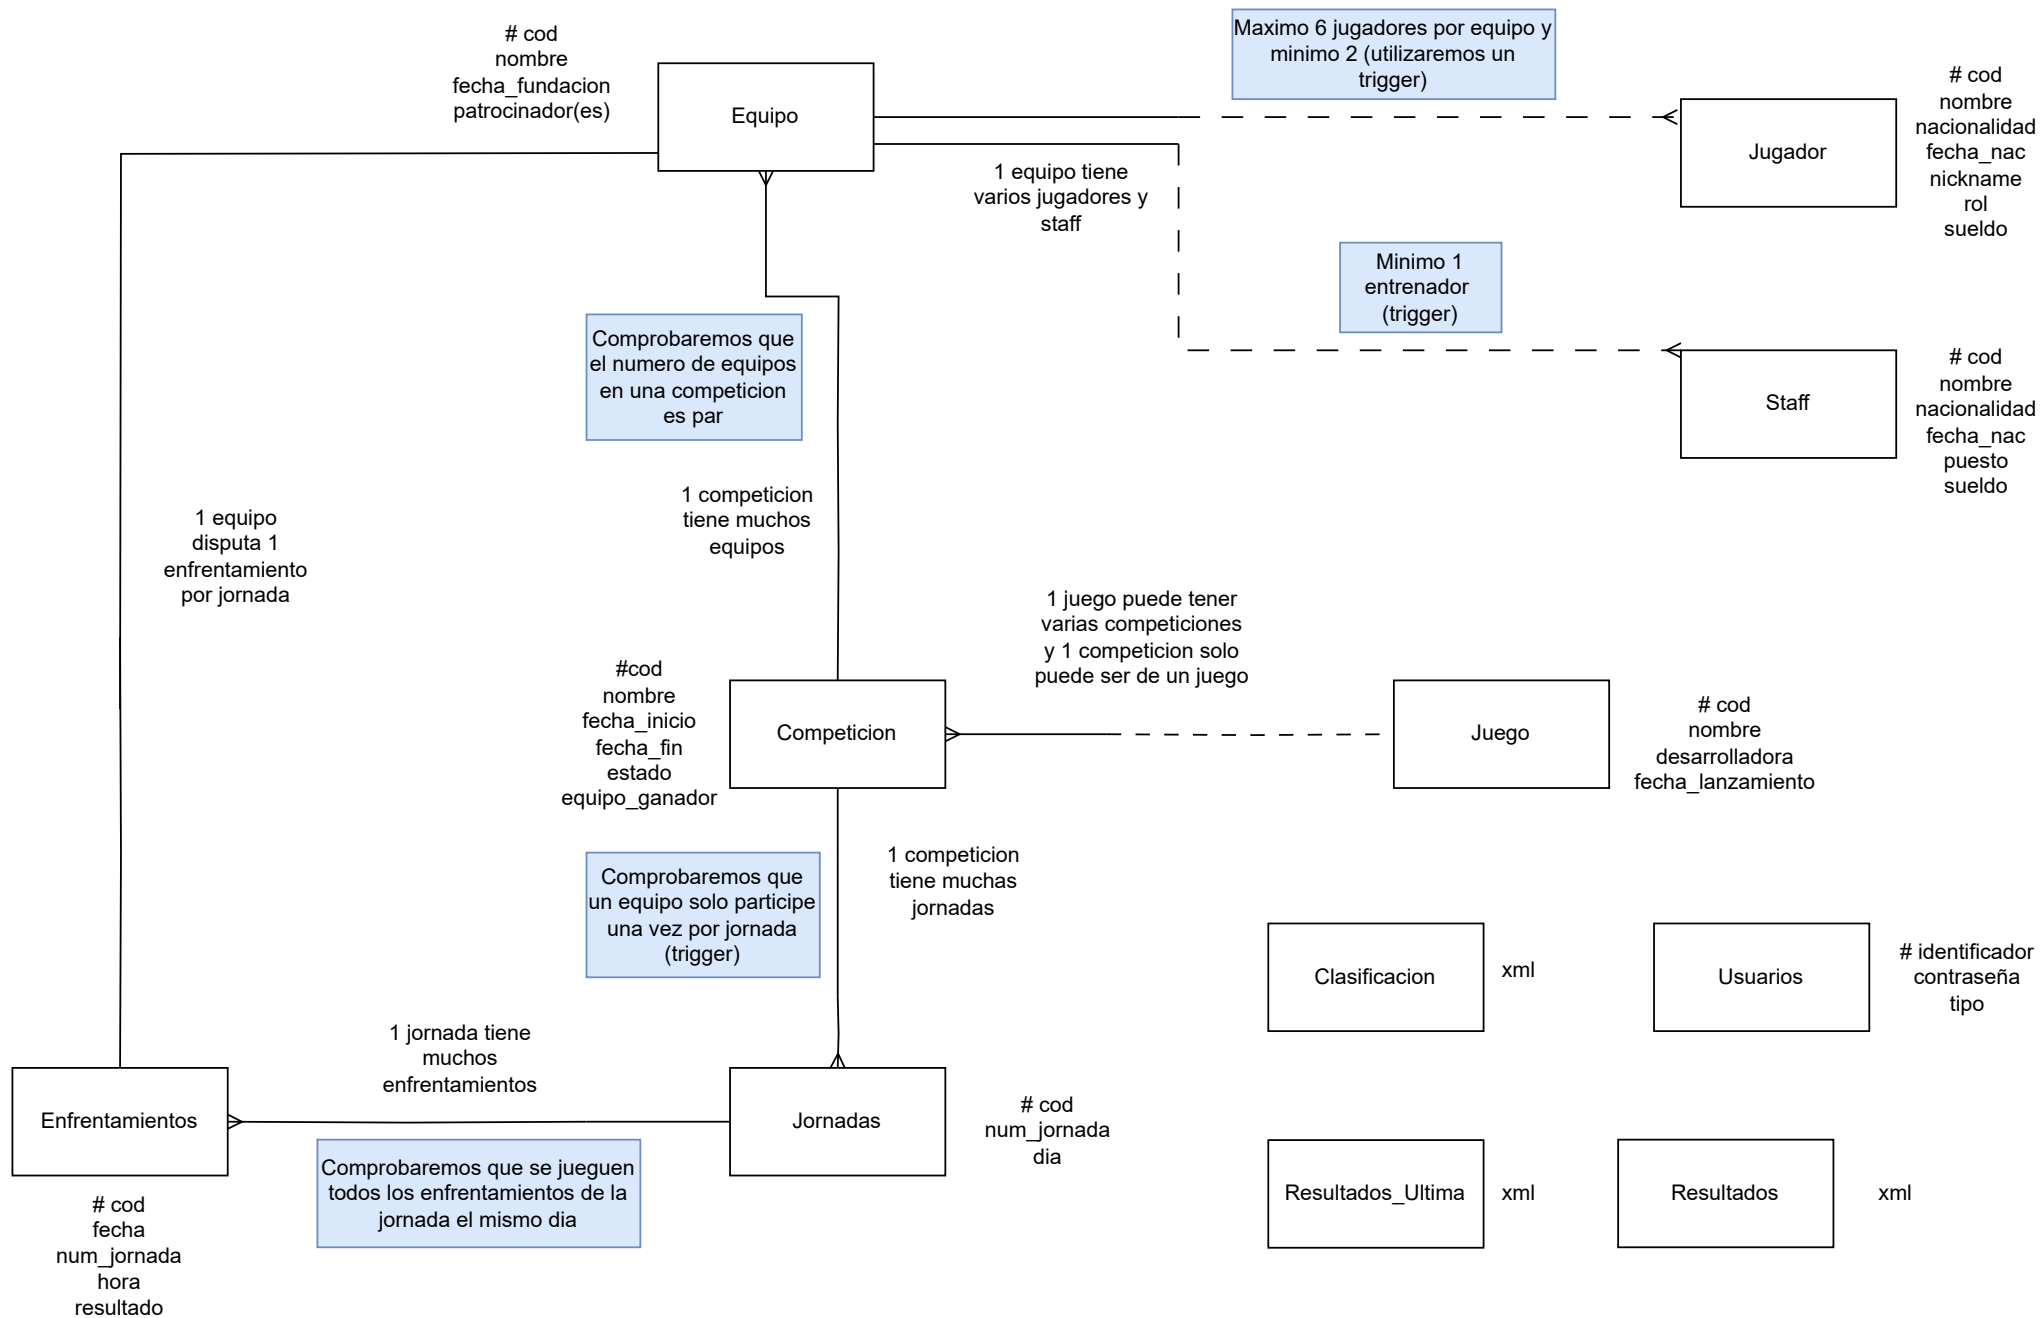 # cod
nombre
fecha_fundacion
patrocinador(es)
Equipo
Maximo 6 jugadores por equipo y
minimo 2 (utilizaremos un
trigger)
# cod
nombre
nacionalidad
fecha_nac
nickname
rol
sueldo
Jugador
1 equipo tiene
varios jugadores y
staff
Minimo 1
entrenador
(trigger)
Comprobaremos que
el numero de equipos
en una competicion
es par
Staff
# cod
nombre
nacionalidad
fecha_nac
puesto
sueldo
1 competicion
tiene muchos
equipos
1 equipo
disputa 1
enfrentamiento
por jornada
1 juego puede tener
varias competiciones
y 1 competicion solo
puede ser de un juego
#cod
nombre
fecha_inicio
fecha_fin
estado
equipo_ganador
Competicion
Juego
# cod
nombre
desarrolladora
fecha_lanzamiento
Comprobaremos que
un equipo solo participe
una vez por jornada
(trigger)
1 competicion
tiene muchas
jornadas
Clasificacion
xml
Usuarios
# identificador
contraseña
tipo
1 jornada tiene
muchos
enfrentamientos
Enfrentamientos
Jornadas
# cod
num_jornada
dia
Comprobaremos que se jueguen
todos los enfrentamientos de la
jornada el mismo dia
Resultados_Ultima
xml
Resultados
xml
# cod
fecha
num_jornada
hora
resultado